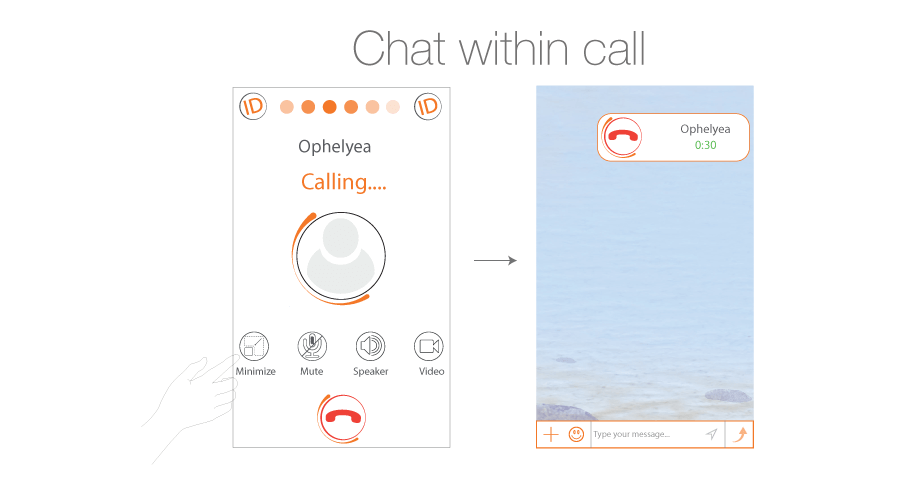 Chat within call
ID ID
Ophelyea
Calling....
Minimize Mute Speaker Video
Ophelyea
0:30
Type your message...